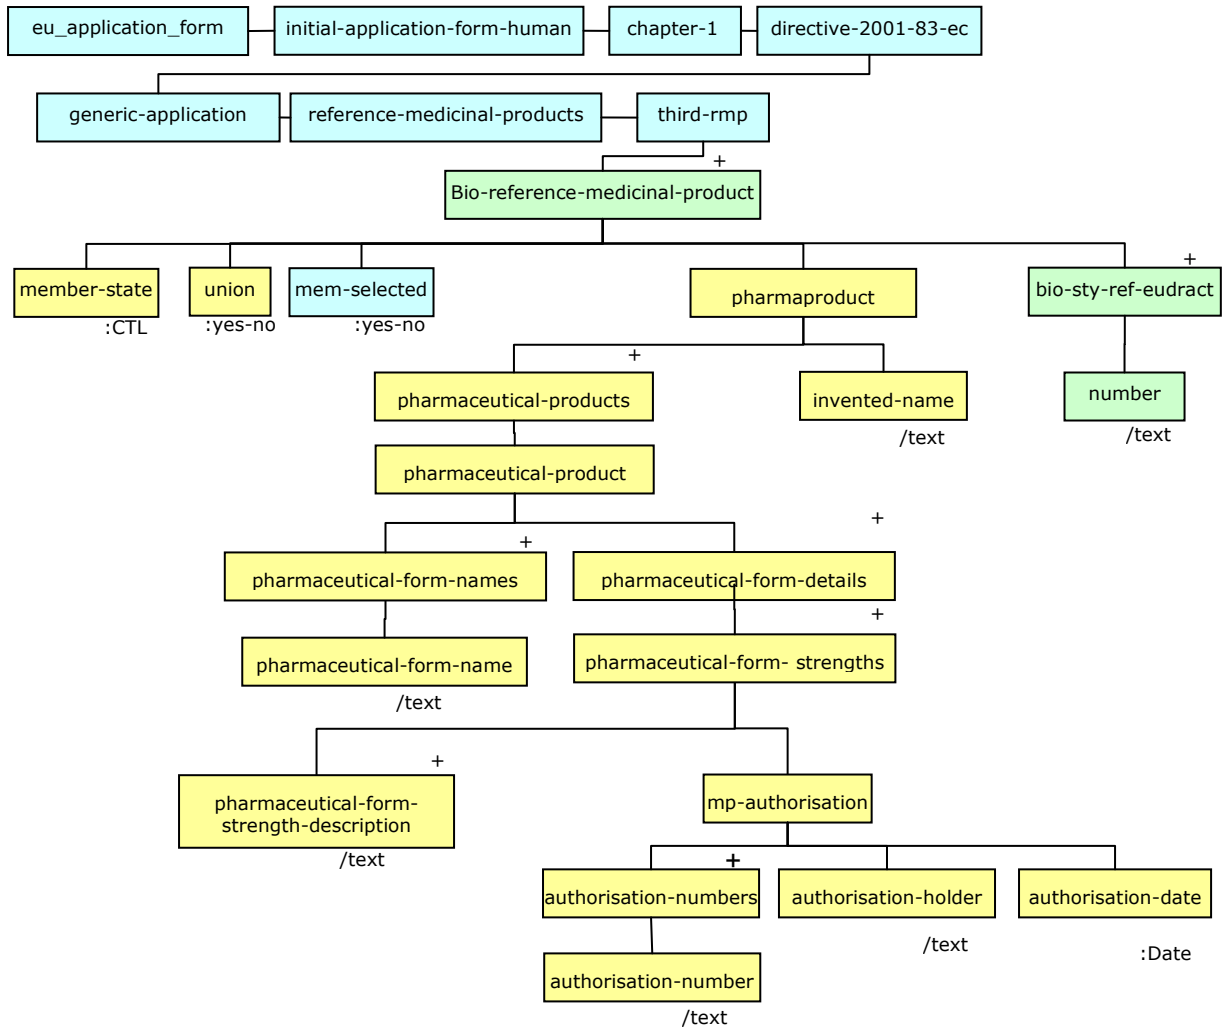 eu_application_form
initial-application-form-human
chapter-1
directive-2001-83-ec
generic-application
reference-medicinal-products
third-rmp
+
Bio-reference-medicinal-product
+
member-state
union
mem-selected
pharmaproduct
bio-sty-ref-eudract
:CTL
:yes-no
:yes-no
+
pharmaceutical-products
invented-name
number
/text
/text
pharmaceutical-product
+
+
pharmaceutical-form-names
pharmaceutical-form-details
+
pharmaceutical-form-name
pharmaceutical-form- strengths
/text
+
pharmaceutical-form-
strength-description
mp-authorisation
/text
+
authorisation-numbers
authorisation-holder
authorisation-date
/text
:Date
authorisation-number
/text